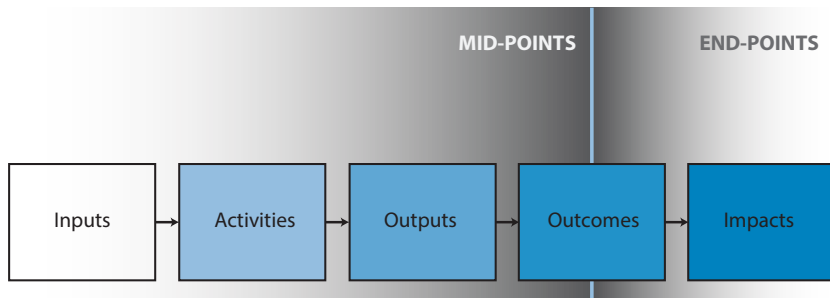 MID-POINTS
END-POINTS
Inputs
Activities
Outputs
Outcomes
Impacts